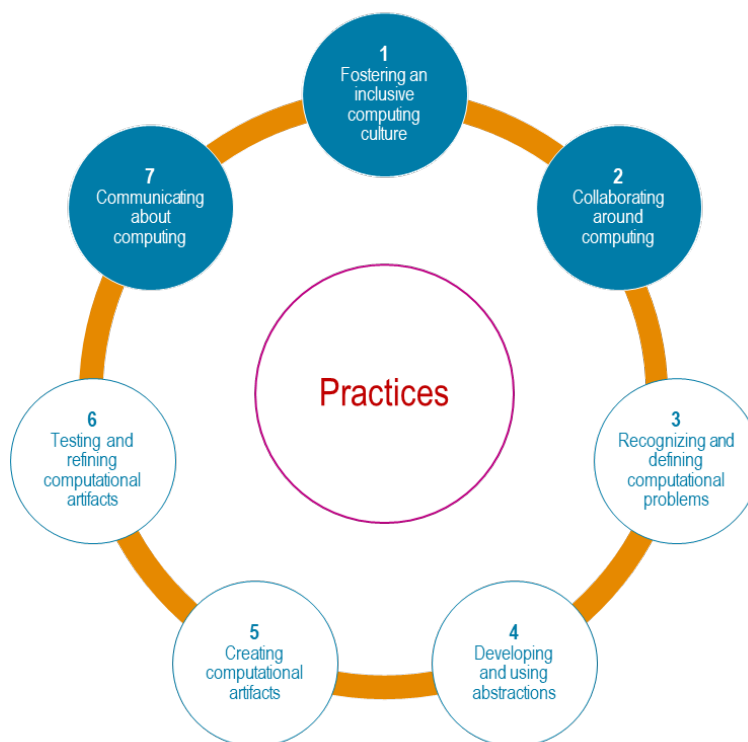 1
Fostering an
inclusive
computing
culture
2
Collaborating
around
computing
3
Recognizing and
defining
computational
problems
4
Developing
and using
abstractions
5
Creating
computational
artifacts
6
Testing and
refining
computational
artifacts
7
Communicating
about
computing
Practices